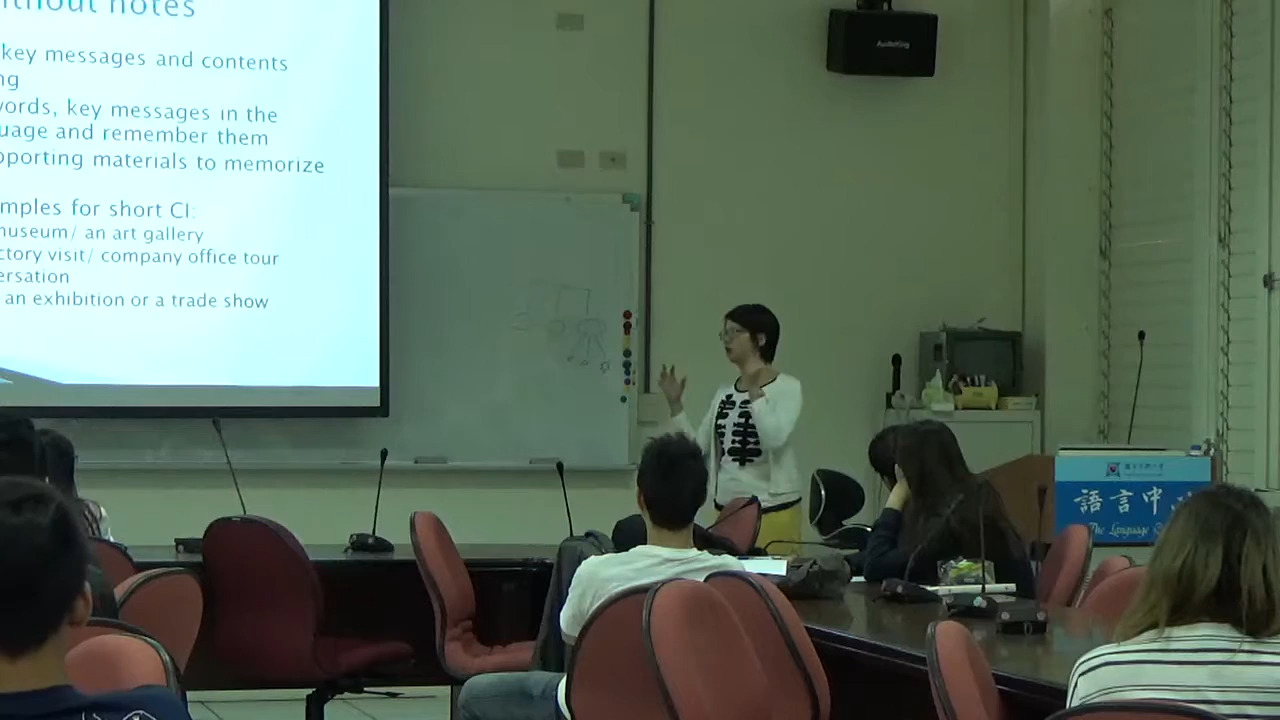 ithout notes
key messages and contents
ng
words, key messages in the
uage and remember them
pporting materials to memorize
mples for short CI:
museum/ an art gallery
ctory visit/ company office tour
ersation
an exhibition or a trade show
語言中
The Language